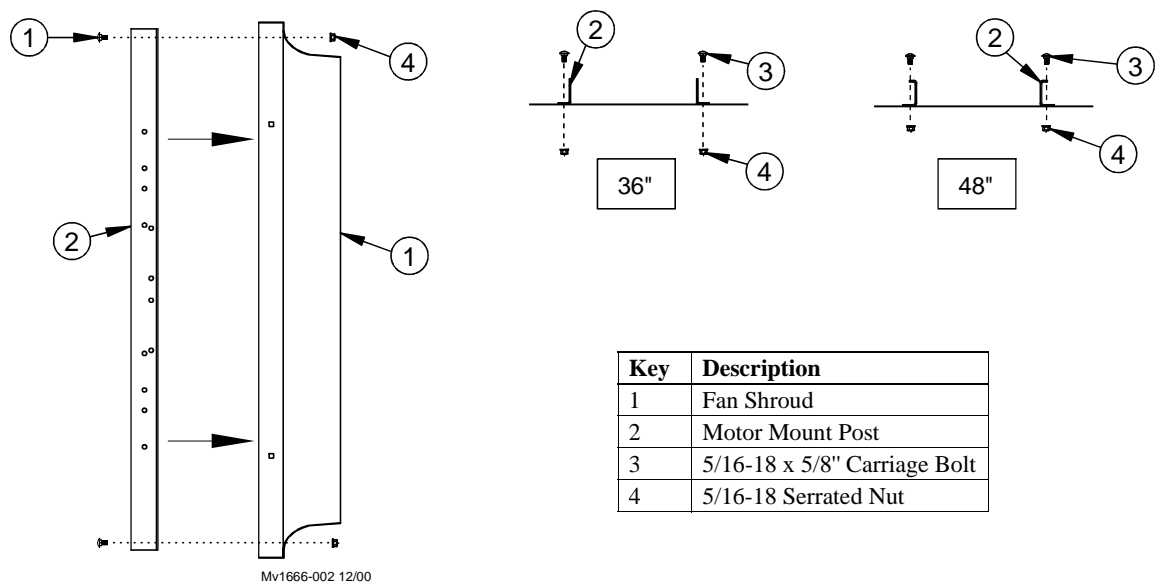 1
4
2
1
Mv1666-002 12/00
2
3
4
36"
2
3
4
48"
Key Description
1 Fan Shroud
2 Motor Mount Post
3 5/16-18 x 5/8" Carriage Bolt
4 5/16-18 Serrated Nut